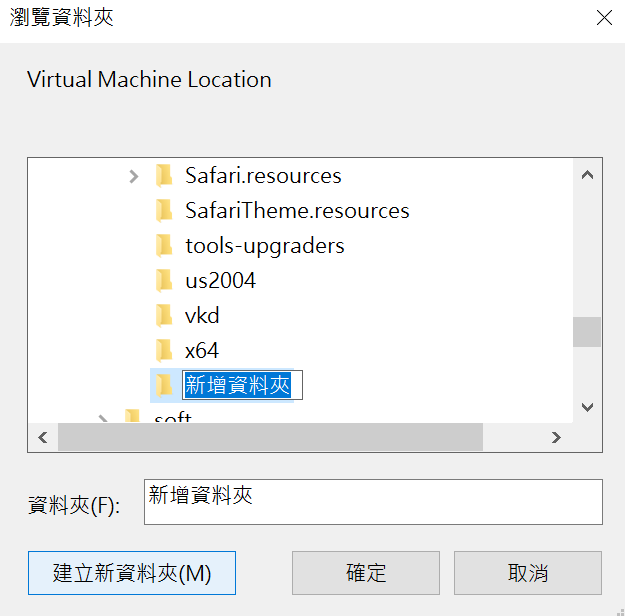 瀏覽資料夾
Virtual Machine Location
Safari.resources
SafariTheme.resources
tools-upgraders
us2004
vkd
x64
新增資料夾
soft
資料夾(F):
新增資料夾
建立新資料夾(M)
確定
取消